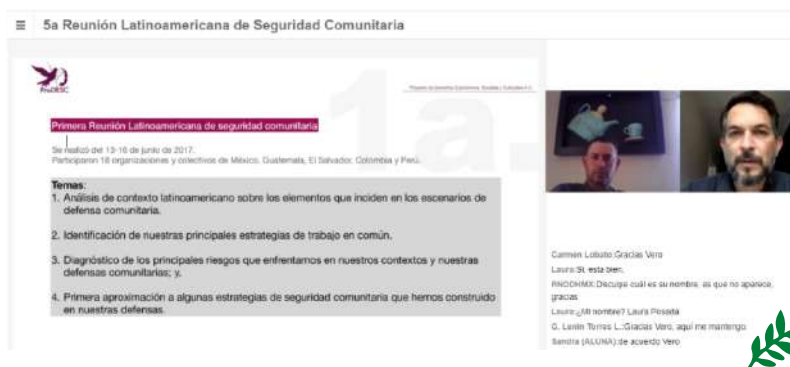 5a Reunión Latinoamericana de Seguridad Comunitaria
ProDESC
1a.
Primera Reunión Latinoamericana de seguridad comunitaria
Se realizó del 13-16 de junio de 2017.
Participaron 18 organizaciones y colectivos de México, Guatemala, El Salvador, Colombia y Perú.
Temas:
1. Análisis de contexto latinoamericano sobre los elementos que inciden en los escenarios de
defensa comunitaria.
2. Identificación de nuestras principales estrategias de trabajo en común.
3. Diagnóstico de los principales riesgos que enfrentamos en nuestros contextos y nuestras
defensas comunitarias; y,
4. Primera aproximación a algunas estrategias de seguridad comunitaria que hemos construido
en nuestras defensas.
Carmen Lobato:Gracias Vero
Laura:Si, esta bien.
RNDDHMX:Disculpe cuál es su nombre, es que no aparece,
gracias
Laura:¿Mi nombre? Laura Posada
G. Lenin Torres L.:Gracias Vero, aquí me mantengo
Sandra (ALUNA):de acuerdo Vero